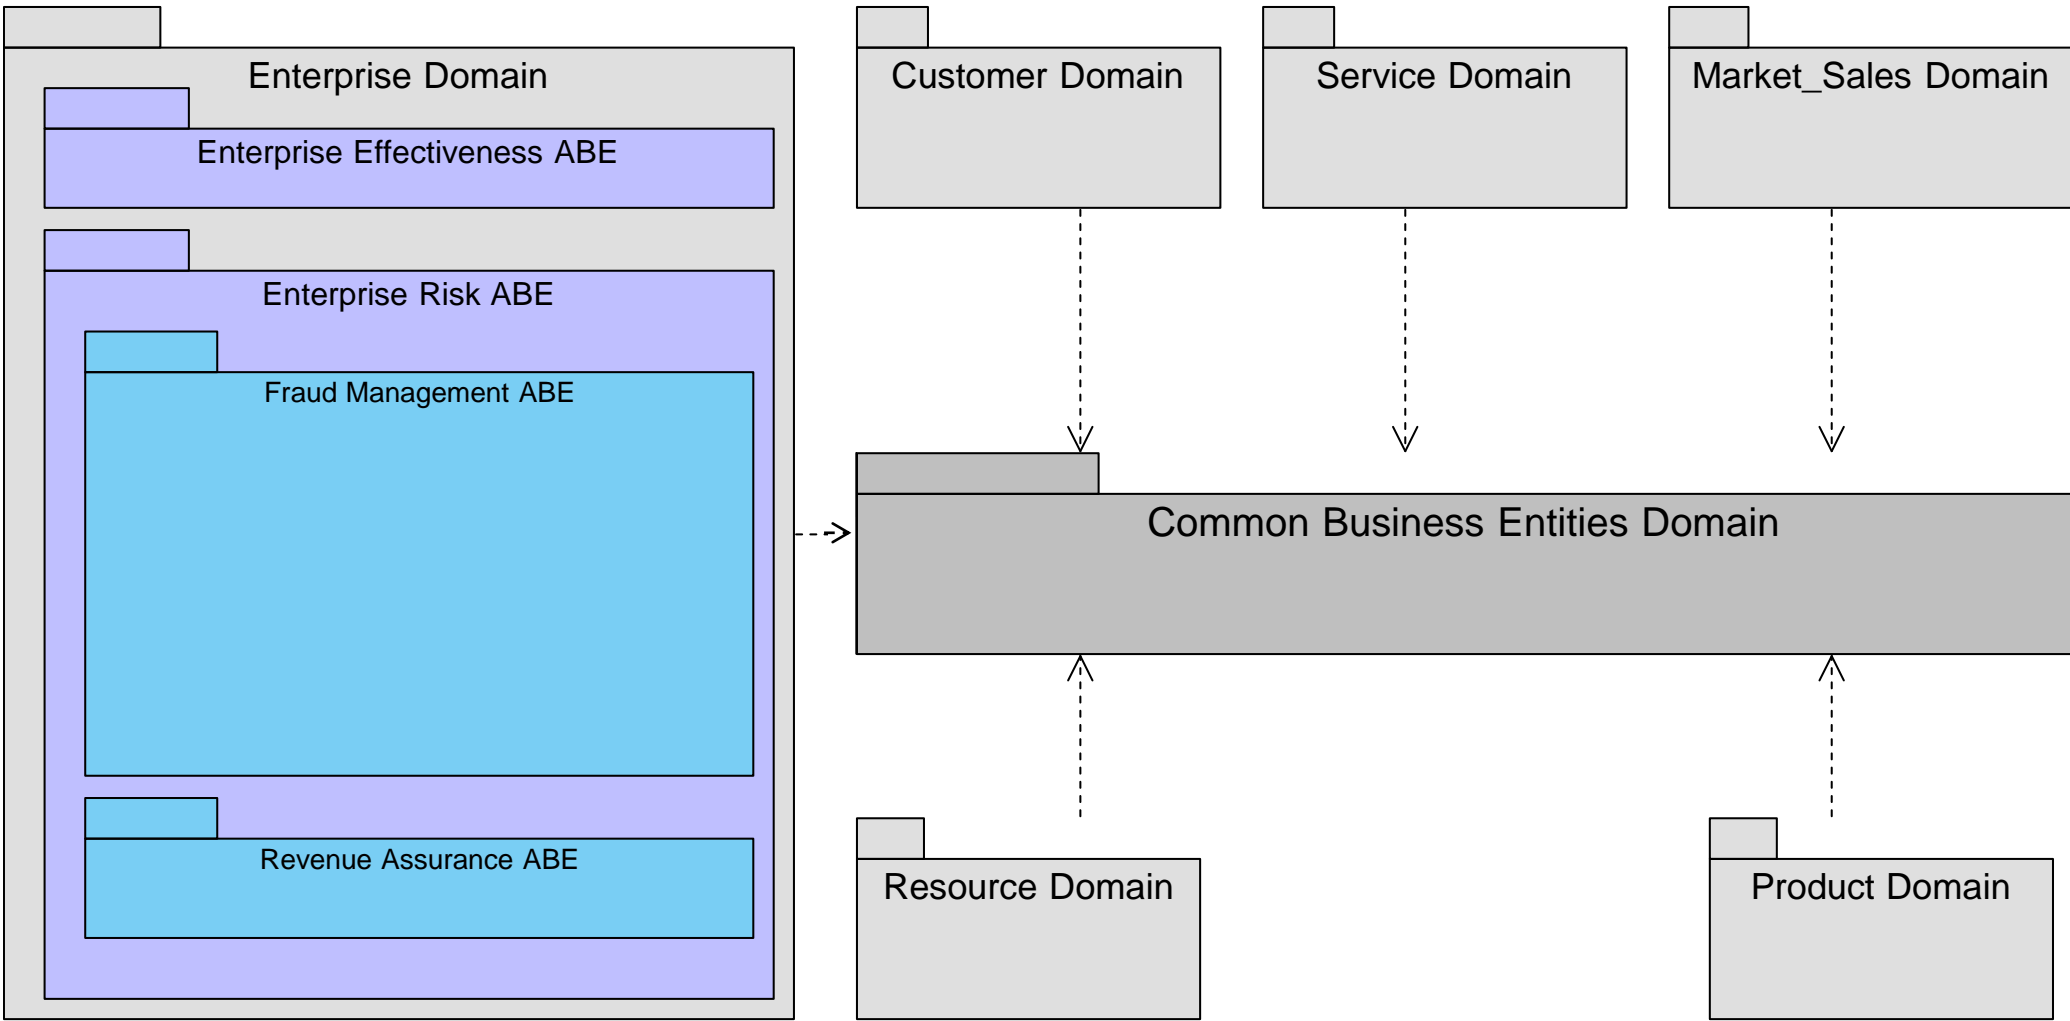 Enterprise Domain
Enterprise Effectiveness ABE
Enterprise Risk ABE
Fraud Management ABE
Revenue Assurance ABE
Customer Domain
Service Domain
Market_Sales Domain
Common Business Entities Domain
Resource Domain
Product Domain